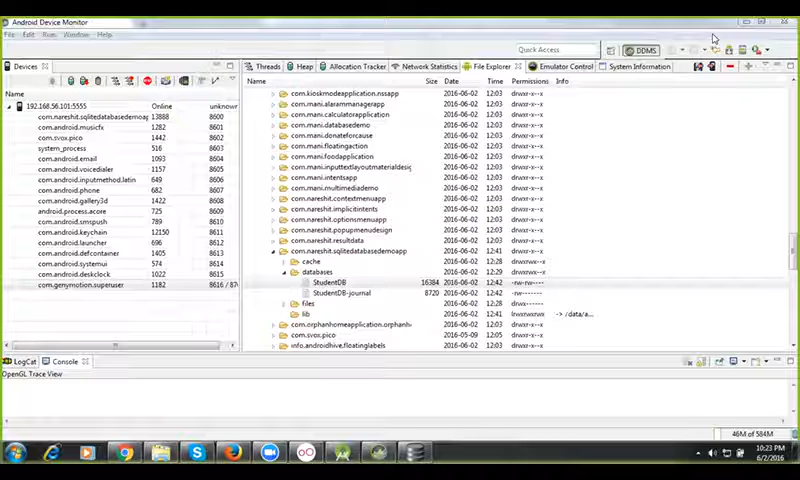 Android Device Monitor
File Edit Run Window Help
Quick Access
DDMS
Devices
Name
192.168.56.101:5555 Online unknown
com.nareshit.sqlitedatabasedemoap 13888 8600
com.android.musicfx 1282 8601
com.svox.pico 1442 8602
system_process 516 8603
com.android.email 1093 8604
com.android.voicedialer 1157 8605
com.android.inputmethod.latin 649 8606
com.android.phone 682 8607
com.android.gallery3d 1422 8608
android.process.acore 725 8609
com.android.smspush 789 8610
com.android.keychain 12150 8611
com.android.launcher 696 8612
com.android.defcontainer 1405 8613
com.android.systemui 574 8614
com.android.deskclock 1022 8615
com.genymotion.superuser 1182 8616 / 87
Threads Heap Allocation Tracker Network Statistics File Explorer Emulator Control System Information
Name Size Date Time Permissions Info
com.kioskmodeapplication.nssapp 2016-06-02 12:03 drwxr-x--x
com.mani.alarammanagerapp 2016-06-02 12:03 drwxr-x--x
com.mani.calculatorapplication 2016-06-02 12:03 drwxr-x--x
com.mani.databasedemo 2016-06-02 12:03 drwxr-x--x
com.mani.donateforcause 2016-06-02 12:03 drwxr-x--x
com.mani.floatingaction 2016-06-02 12:03 drwxr-x--x
com.mani.foodapplication 2016-06-02 12:03 drwxr-x--x
com.mani.inputtextlayoutmaterialdesig 2016-06-02 12:03 drwxr-x--x
com.mani.intentsapp 2016-06-02 12:03 drwxr-x--x
com.mani.multimediademo 2016-06-02 12:03 drwxr-x--x
com.nareshit.contextmenuapp 2016-06-02 12:03 drwxr-x--x
com.nareshit.implicitintents 2016-06-02 12:03 drwxr-x--x
com.nareshit.optionsmenuapp 2016-06-02 12:03 drwxr-x--x
com.nareshit.popupmenudesign 2016-06-02 12:03 drwxr-x--x
com.nareshit.resultdata 2016-06-02 12:03 drwxr-x--x
com.nareshit.sqlitedatabasedemoapp 2016-06-02 12:41 drwxr-x--x
cache 2016-06-02 12:28 drwxrwx--x
databases 2016-06-02 12:29 drwxrwx--x
StudentDB 16384 2016-06-02 12:42 -rw-rw----
StudentDB-journal 8720 2016-06-02 12:42 -rw-------
files 2016-06-02 12:28 drwx------
lib 2016-06-02 12:41 lrwxrwxrwx -> /data/a...
com.orphanhomeapplication.orphanh 2016-06-02 12:03 drwxr-x--x
com.svox.pico 2016-05-09 12:05 drwxr-x--x
info.androidhive.floatinglabels 2016-06-02 12:03 drwxr-x--x
LogCat Console
OpenGL Trace View
46M of 584M
10:23 PM
6/2/2016